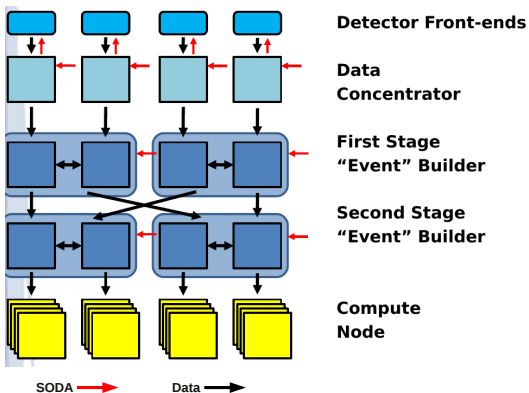 Detector Front-ends
Data
Concentrator
First Stage
“Event” Builder
Second Stage
“Event” Builder
Compute
Node
SODA
Data